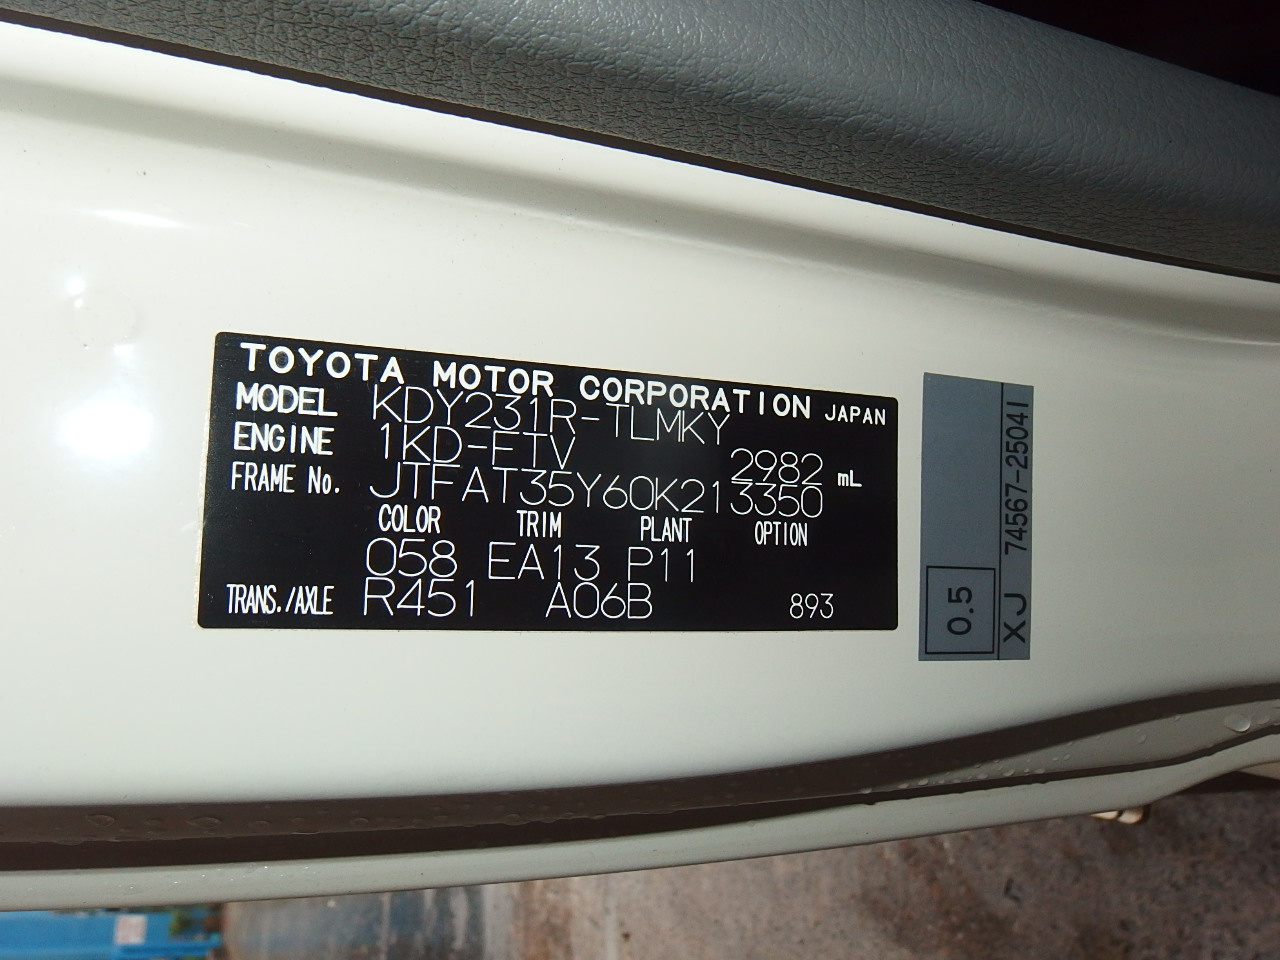 TOYOTA MOTOR CORPORATION JAPAN
MODEL KDY231R-TLMKY
ENGINE 1KD-FTV 2982 mL
FRAME No. JTFAT35Y60K213350
COLOR TRIM PLANT OPTION
058 EA13 P11
TRANS./AXLE R451 A06B 893
0.5
XJ 74567-25041